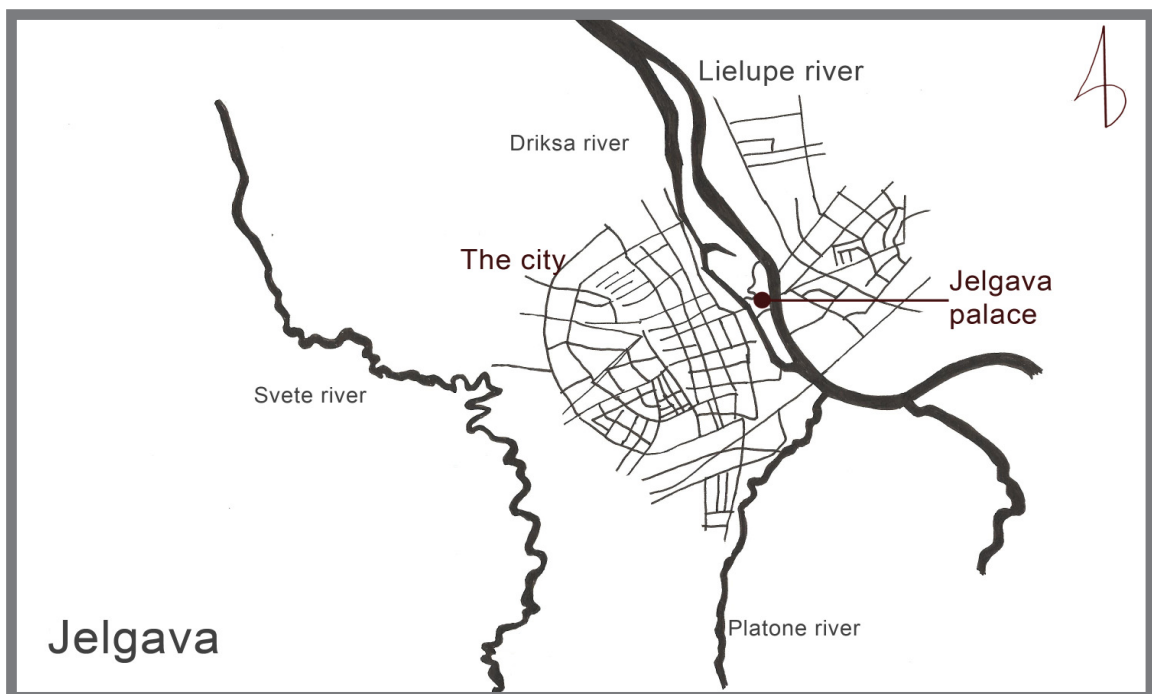 Lielupe river
Driksa river
The city
Jelgava
palace
Svete river
Platone river
Jelgava